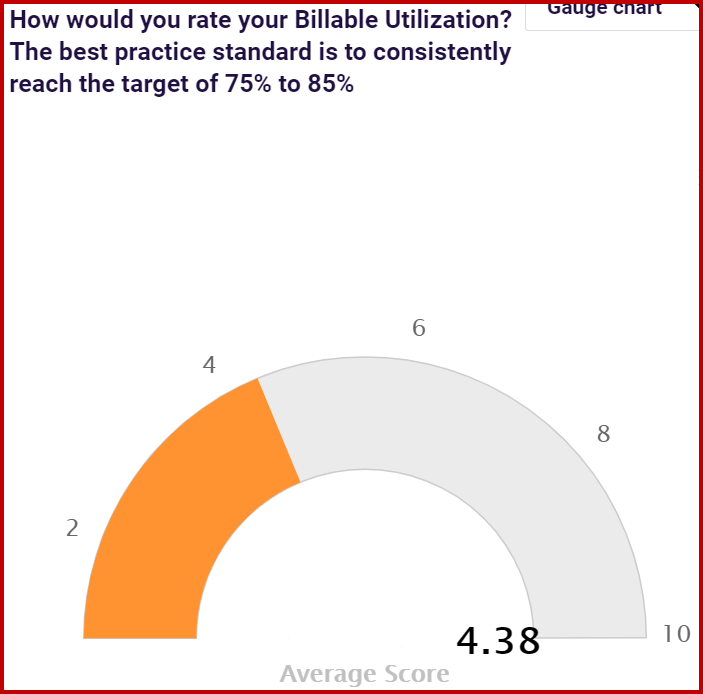 How would you rate your Billable Utilization?
The best practice standard is to consistently
reach the target of 75% to 85%
Gauge chart
2
4
6
8
10
4.38
Average Score